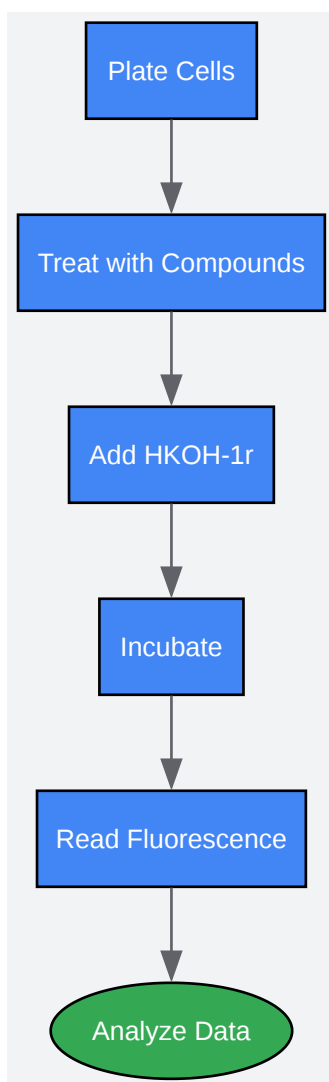 Plate Cells
Treat with Compounds
Add HKOH-1r
Incubate
Read Fluorescence
Analyze Data